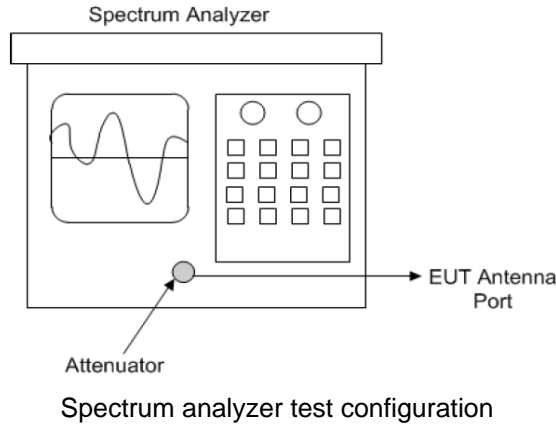 Spectrum Analyzer
EUT Antenna
Port
Attenuator
Spectrum analyzer test configuration